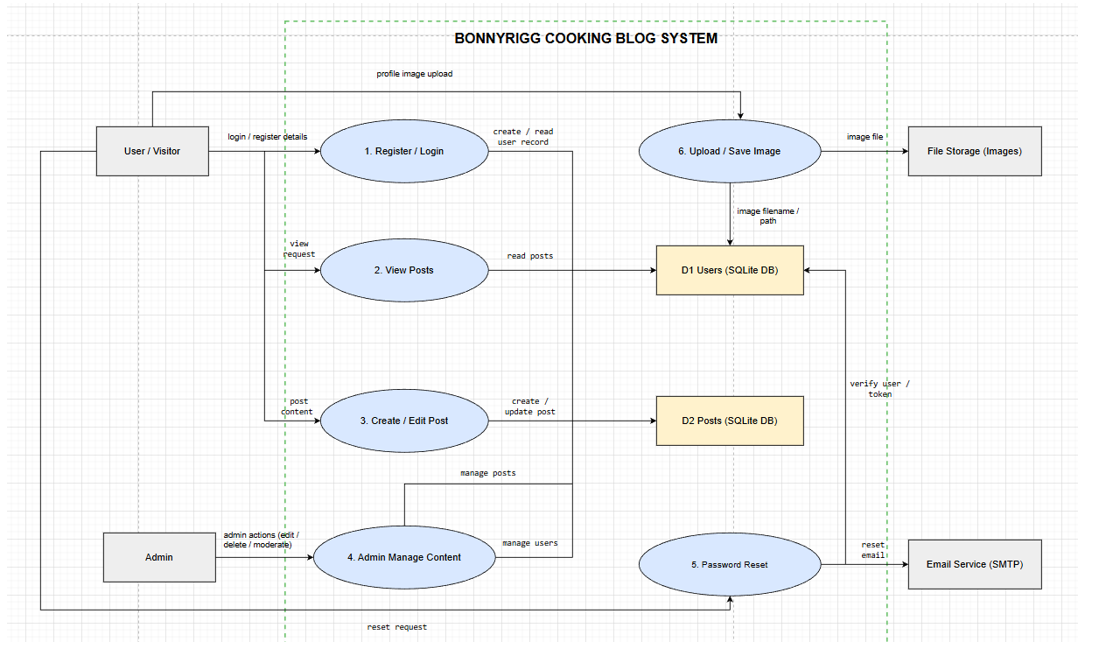 BONNYRIGG COOKING BLOG SYSTEM
profile image upload
User / Visitor
login / register details
1. Register / Login
create / read
user record
6. Upload / Save Image
image file
File Storage (Images)
image filename /
path
view
request
2. View Posts
read posts
D1 Users (SQLite DB)
verify user /
token
post
content
3. Create / Edit Post
create /
update post
D2 Posts (SQLite DB)
manage posts
Admin
admin actions (edit /
delete / moderate)
4. Admin Manage Content
manage users
5. Password Reset
reset
email
Email Service (SMTP)
reset request